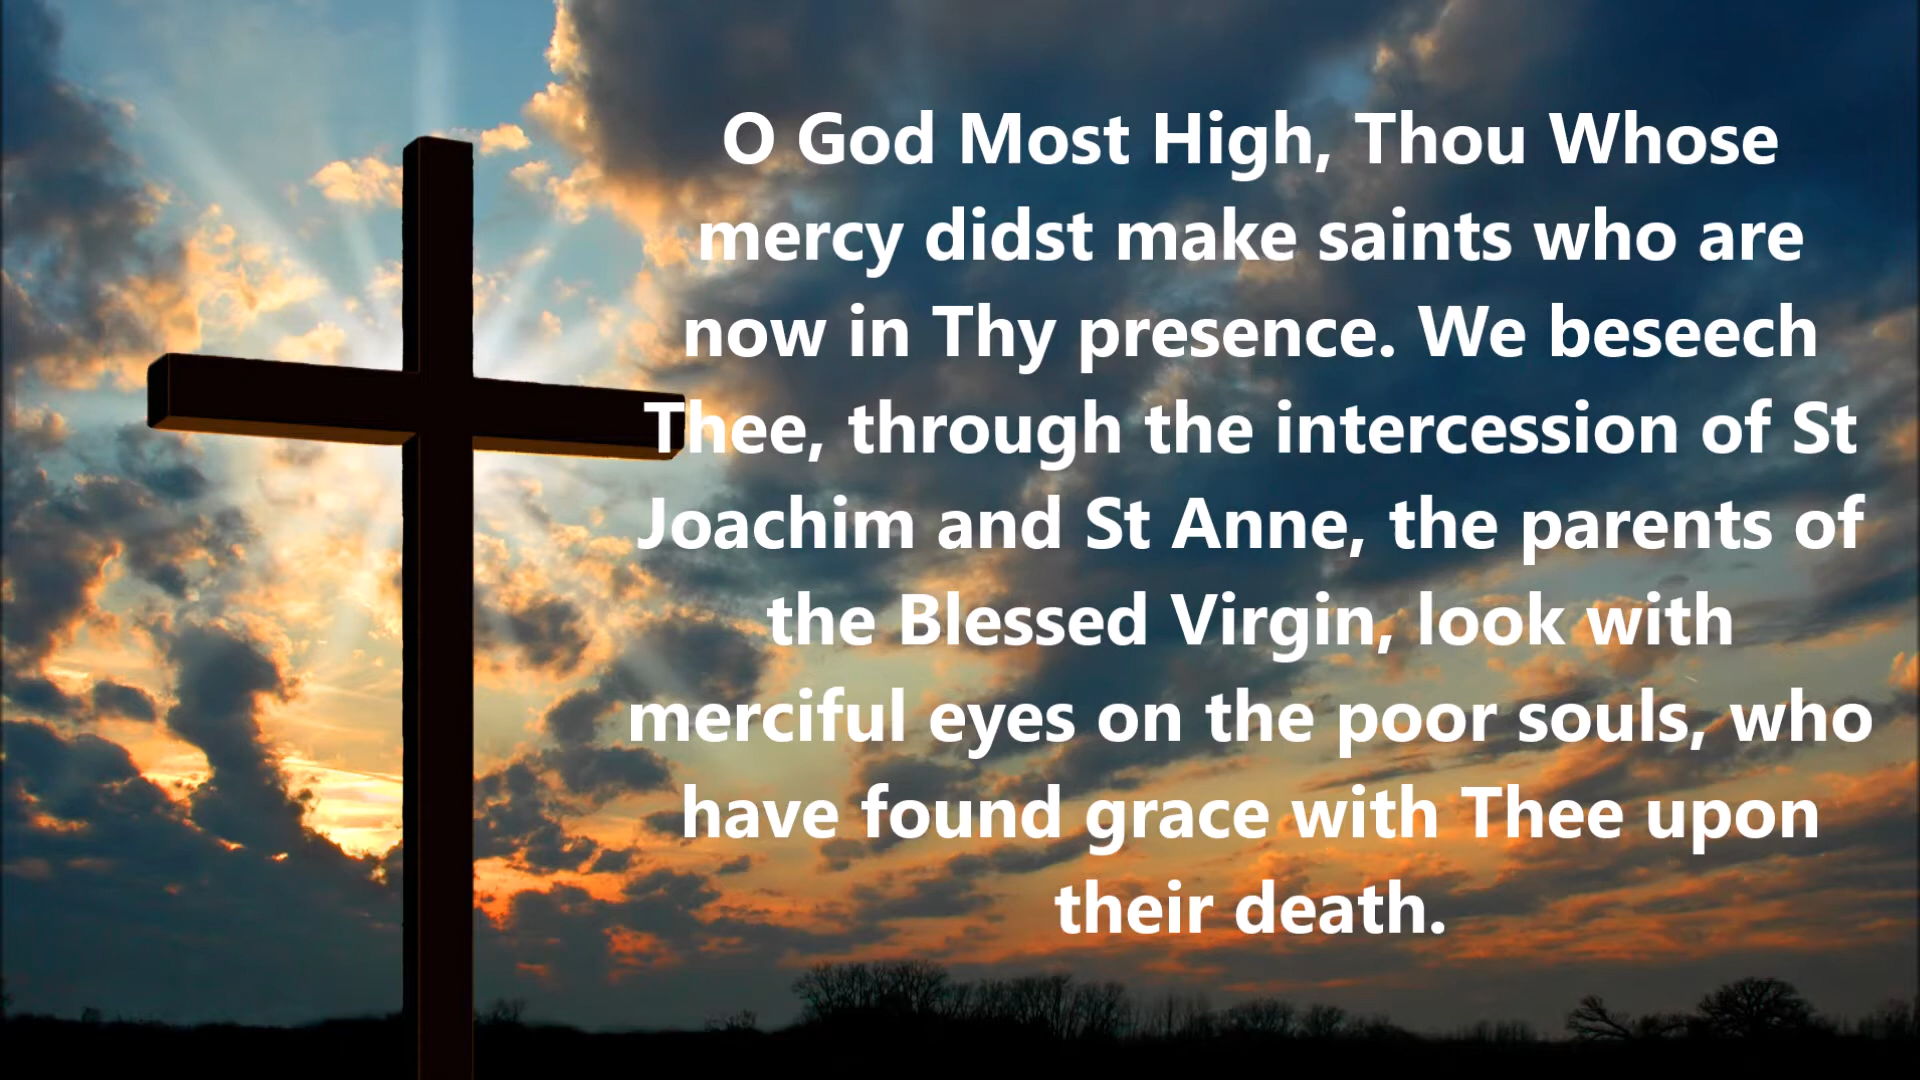 O God Most High, Thou Whose
mercy didst make saints who are
now in Thy presence. We beseech
Thee, through the intercession of St
Joachim and St Anne, the parents of
the Blessed Virgin, look with
merciful eyes on the poor souls, who
have found grace with Thee upon
their death.